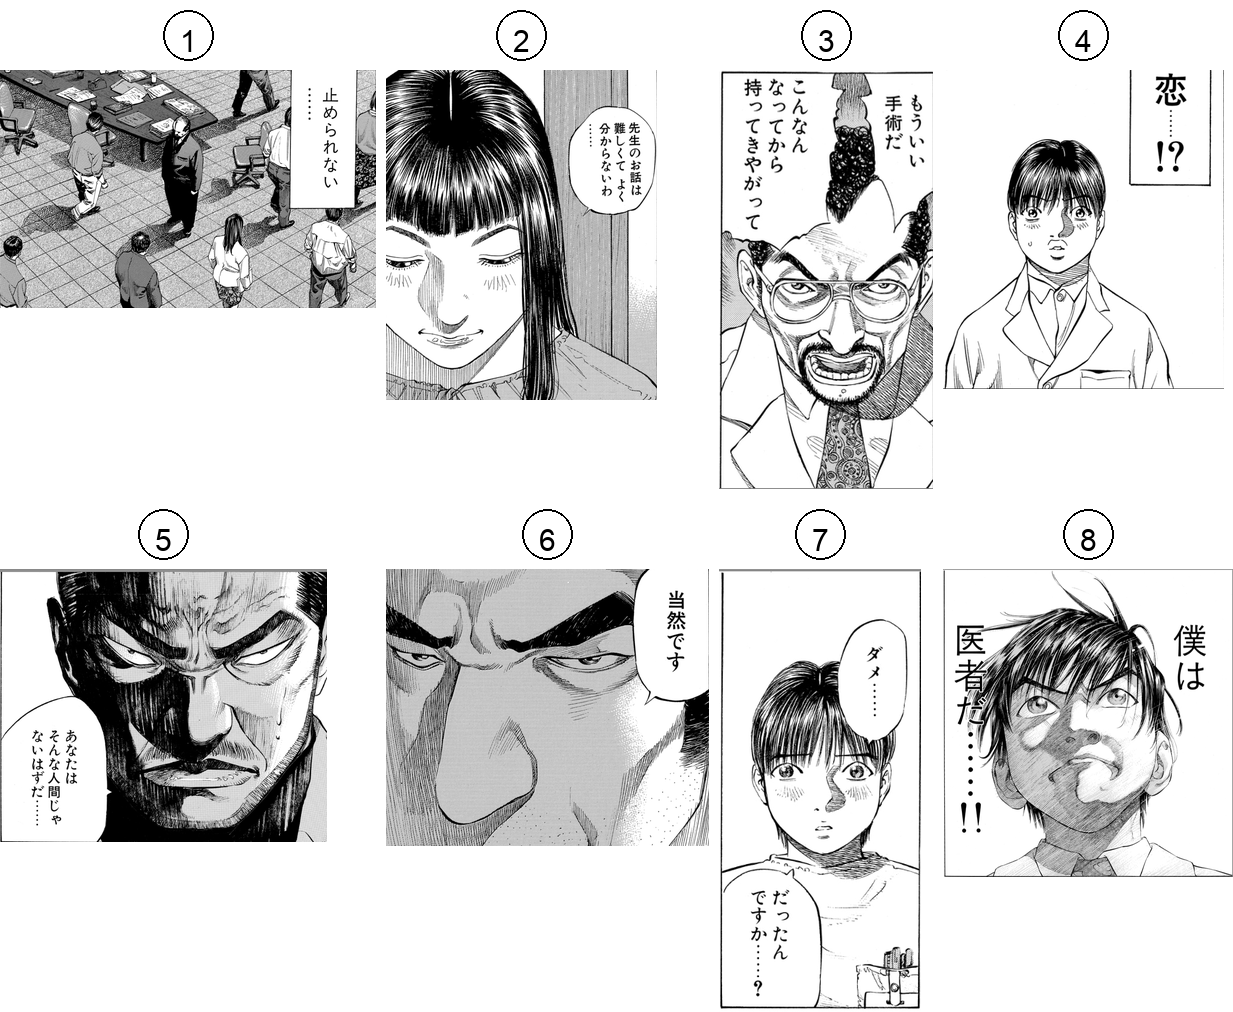 1
止められない
……
2
先生のお話は
難しくて よく
分からないわ
……
3
もういい
手術だ
こんなん
なってから
持ってきやがって
4
恋……!?
5
あなたは
そんな人間じゃ
ないはずだ……
6
当然です
7
ダメ……
だったん
ですか……?
8
僕は
医者だ………!!